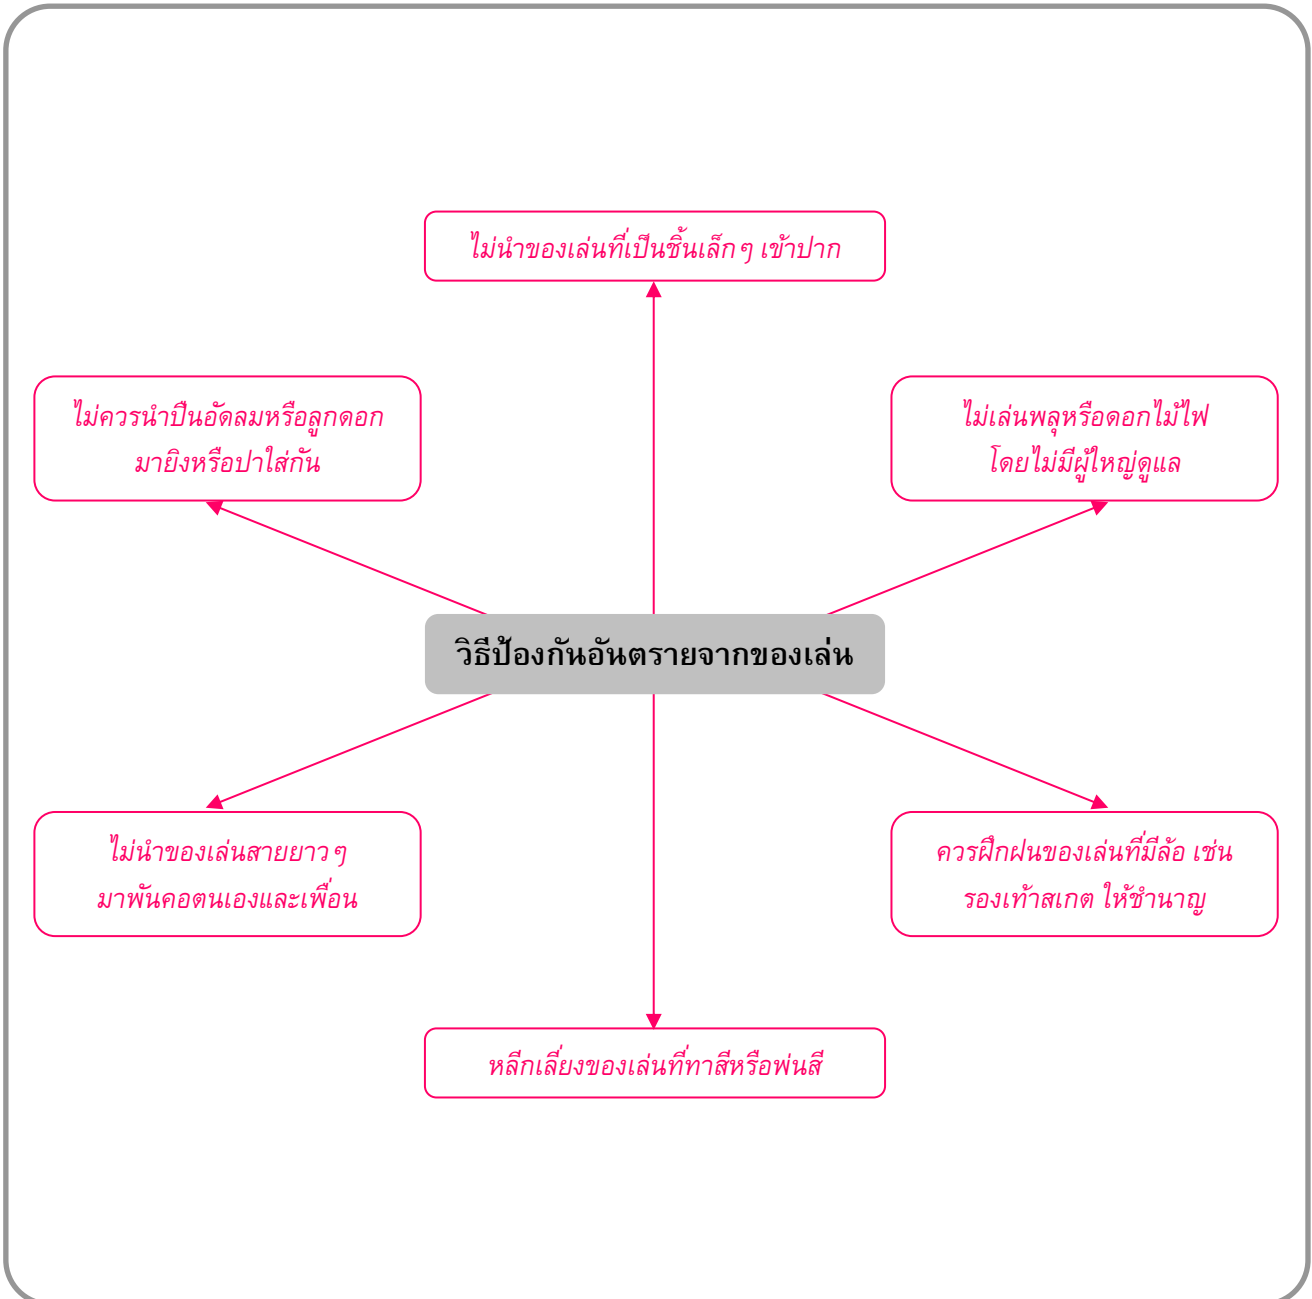 ไม่นำของเล่นที่เป็นชิ้นเล็กๆ เข้าปาก
ไม่ควรนำปืนอัดลมหรือลูกดอก
มายิงหรือปาใส่กัน
ไม่เล่นพลุหรือดอกไม้ไฟ
โดยไม่มีผู้ใหญ่ดูแล
วิธีป้องกันอันตรายจากของเล่น
ไม่นำของเล่นสายยาวๆ
มาพันคอตนเองและเพื่อน
ควรฝึกฝนของเล่นที่มีล้อ เช่น
รองเท้าสเกต ให้ชำนาญ
หลีกเลี่ยงของเล่นที่ทาสีหรือพ่นสี